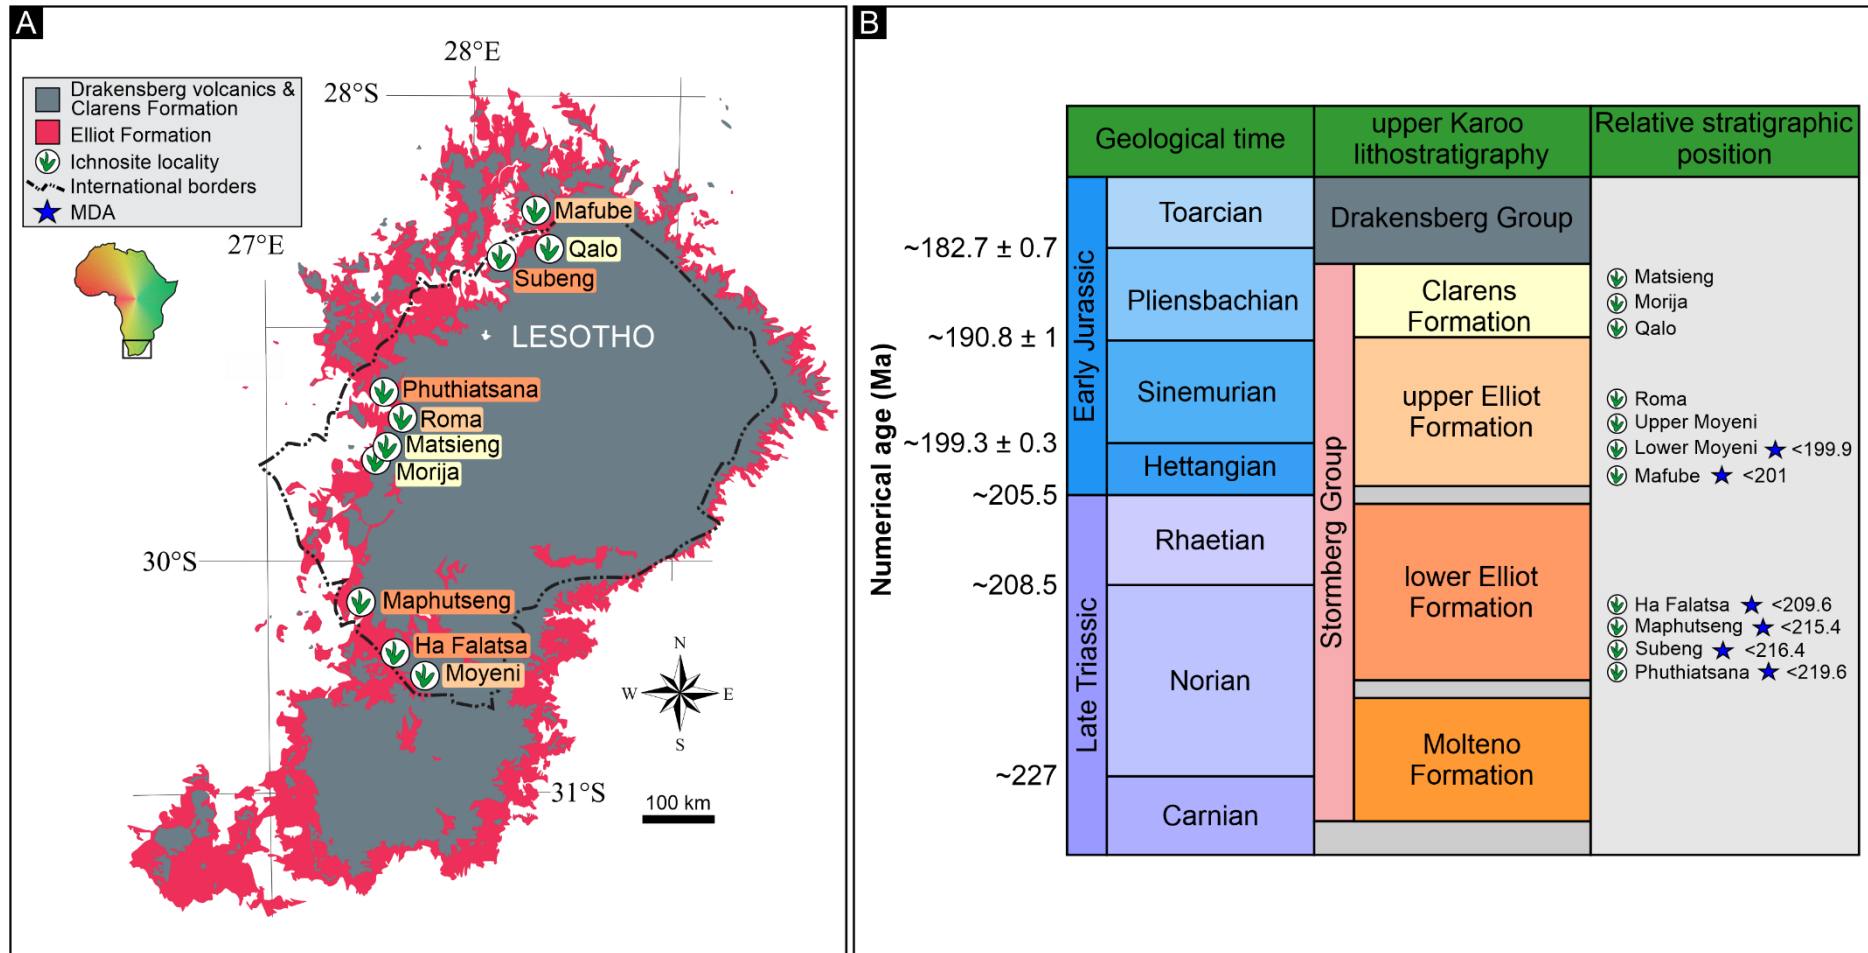 A
28°E
28°S
Drakensberg volcanics &
Clarens Formation
Elliot Formation
Ichnosite locality
International borders
MDA
27°E
Mafube
Qalo
Subeng
LESOTHO
Phuthiatsana
Roma
Matsieng
Morija
30°S
Maphutseng
Ha Falatsa
Moyeni
N
W
E
S
31°S
100 km
B
Geological time
upper Karoo
lithostratigraphy
Relative stratigraphic
position
Numerical age (Ma)
~182.7 ± 0.7
~190.8 ± 1
~199.3 ± 0.3
~205.5
~208.5
~227
Early Jurassic
Late Triassic
Toarcian
Pliensbachian
Sinemurian
Hettangian
Rhaetian
Norian
Carnian
Stormberg Group
Drakensberg Group
Clarens
Formation
upper Elliot
Formation
lower Elliot
Formation
Molteno
Formation
Matsieng
Morija
Qalo
Roma
Upper Moyeni
Lower Moyeni <199.9
Mafube <201
Ha Falatsa <209.6
Maphutseng <215.4
Subeng <216.4
Phuthiatsana <219.6